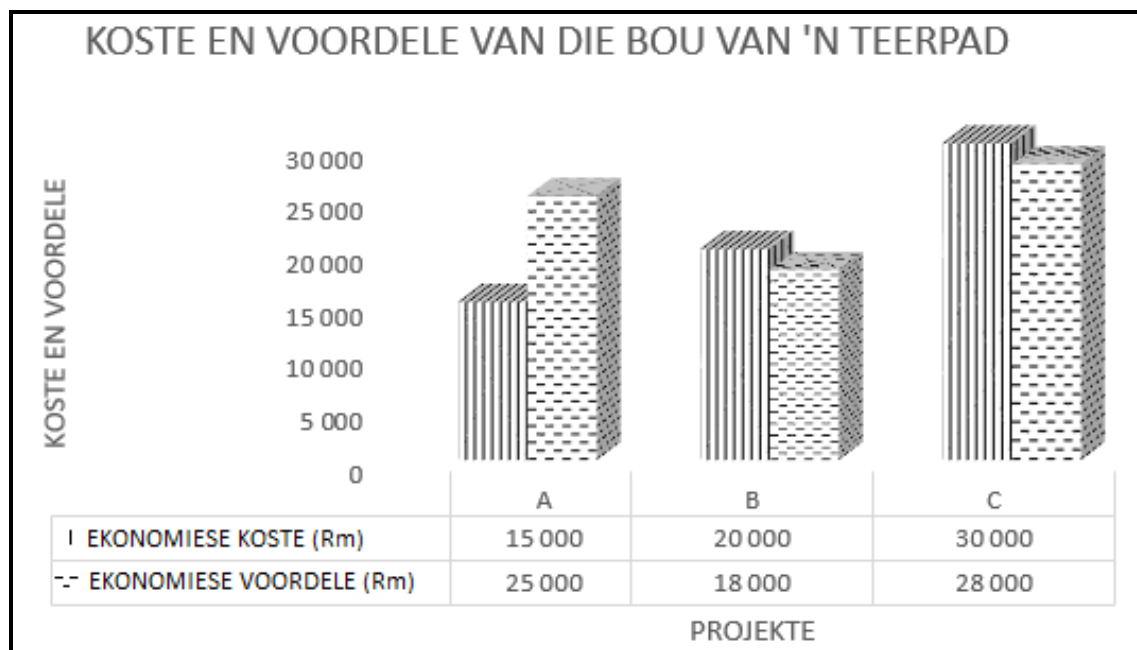 KOSTE EN VOORDELE VAN DIE BOU VAN 'N TEERPAD
KOSTE EN VOORDELE
30 000
25 000
20 000
15 000
10 000
5 000
0
A B C
EKONOMIESE KOSTE (Rm) 15 000 20 000 30 000
EKONOMIESE VOORDELE (Rm) 25 000 18 000 28 000
PROJEKTE